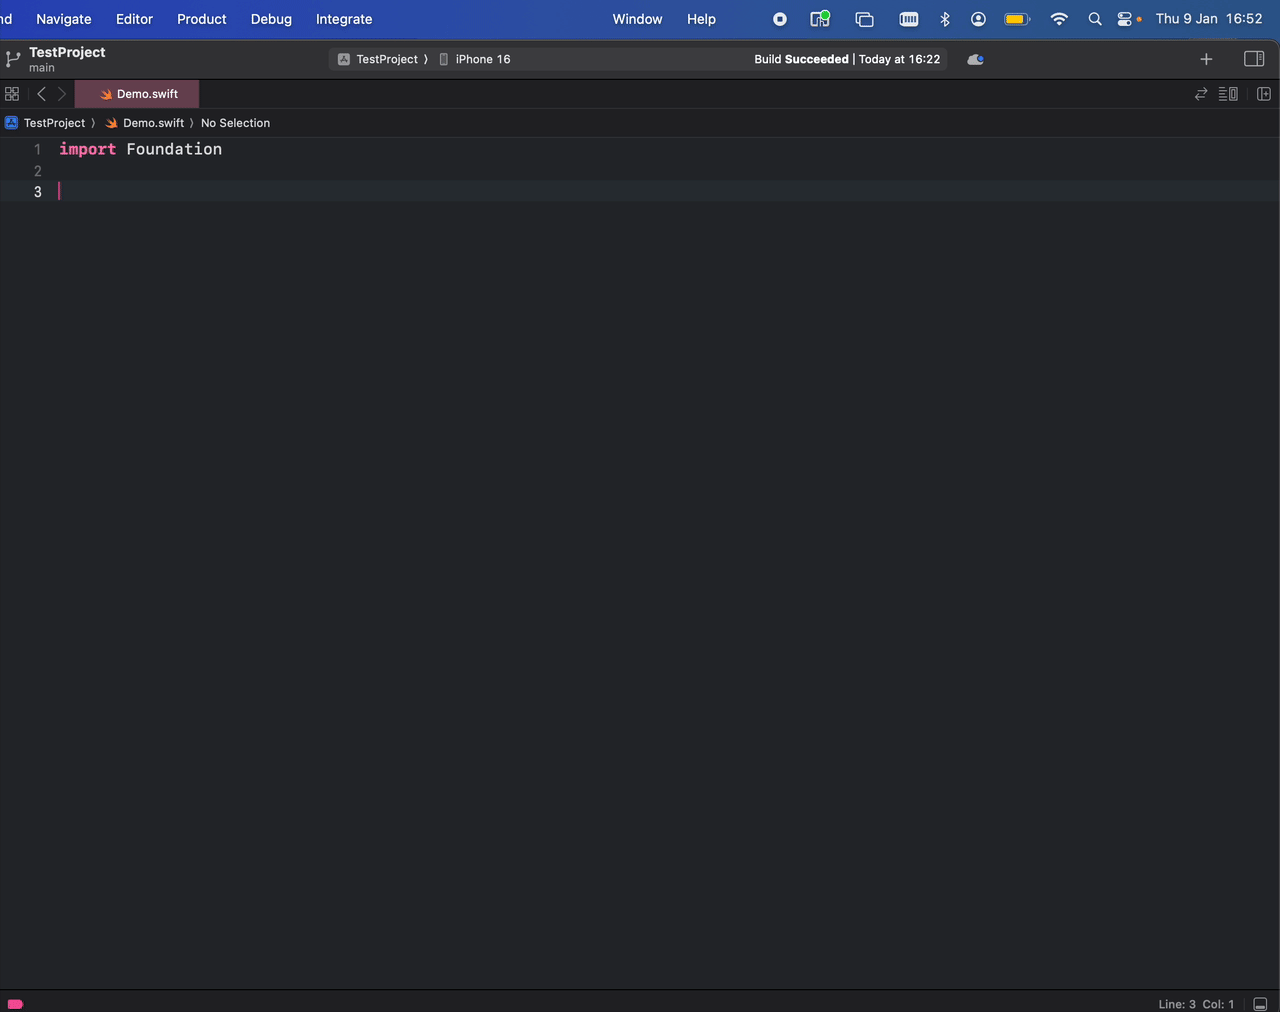 nd Navigate Editor Product Debug Integrate Window Help Thu 9 Jan 16:52
TestProject
main
TestProject 〉 iPhone 16 Build Succeeded | Today at 16:22
Demo.swift
TestProject 〉 Demo.swift 〉 No Selection
1 import Foundation
2
3
Line: 3 Col: 1